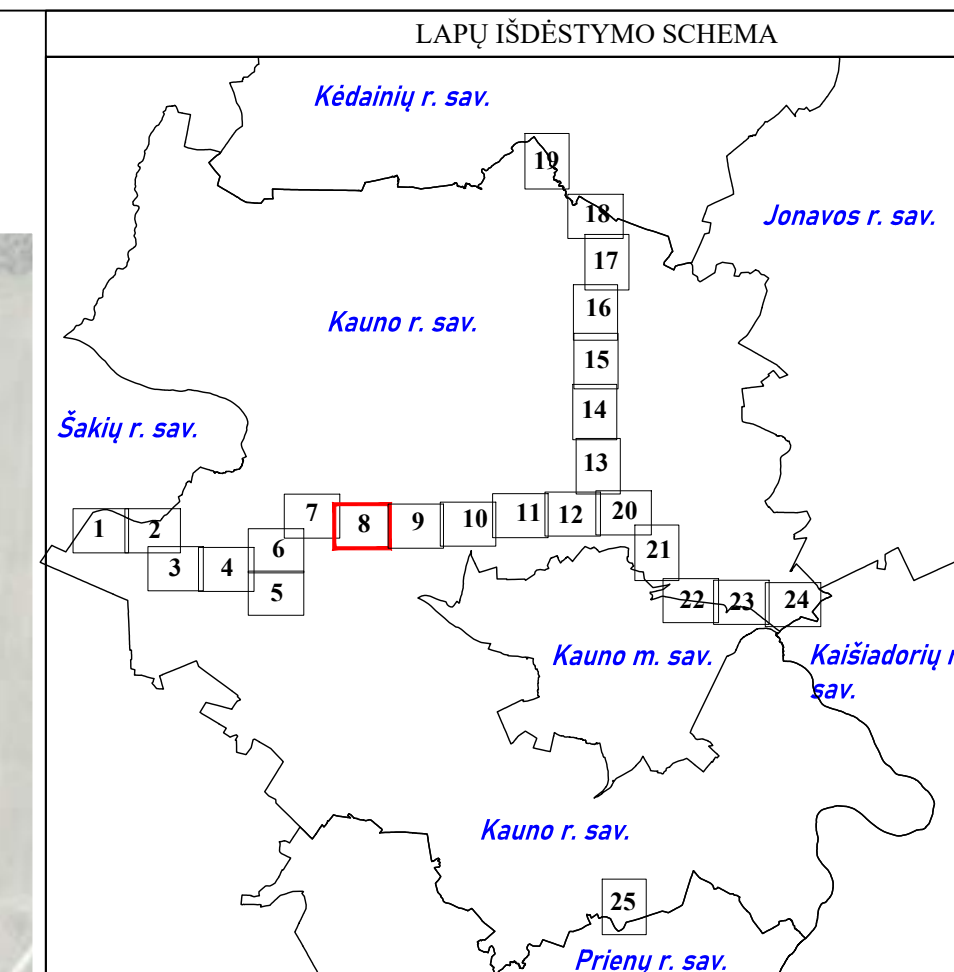 LAPŲ IŠDĖSTYMO SCHEMA
Kėdainių r. sav.
19
18
Jonavos r. sav.
17
16
Kauno r. sav.
15
14
Šakių r. sav.
13
7
8
9
10
11
12
20
1
2
6
21
3
4
5
22
23
24
Kauno m. sav.
Kaišiadorių
sav.
Kauno r. sav.
25
Prienų r. sav.